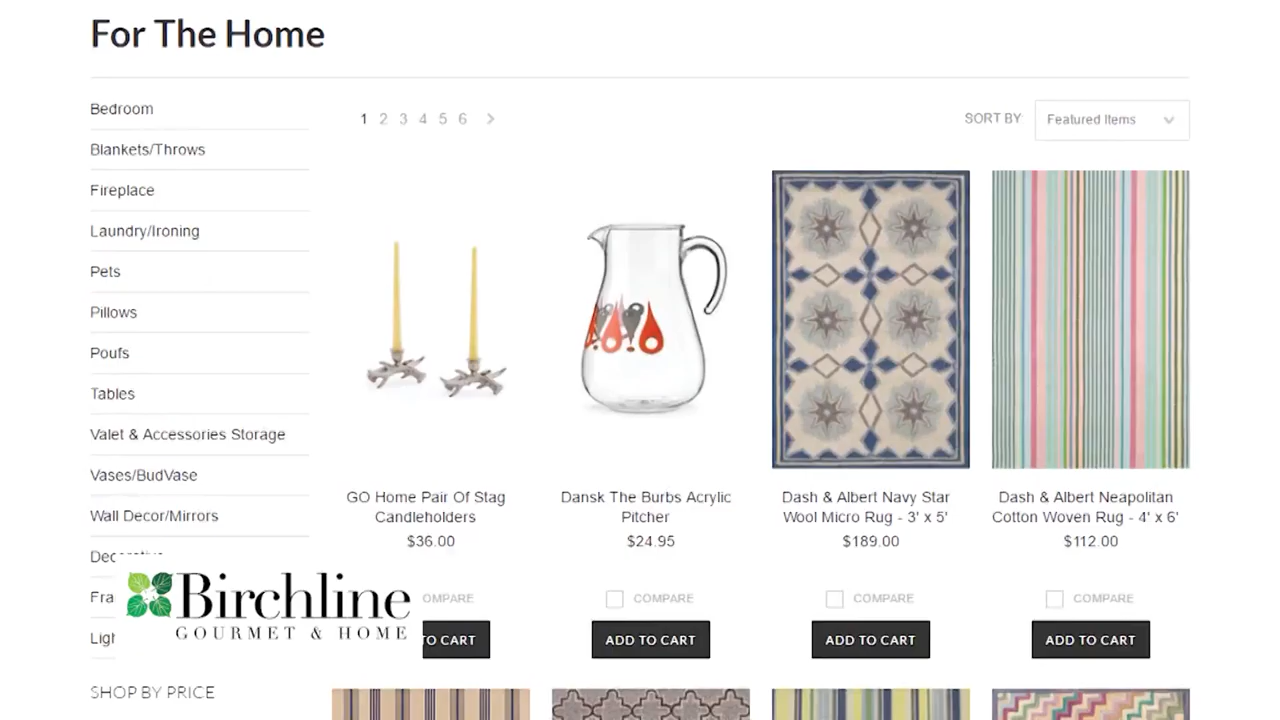 For The Home
Bedroom
Blankets/Throws
Fireplace
Laundry/Ironing
Pets
Pillows
Poufs
Tables
Valet & Accessories Storage
Vases/BudVase
Wall Decor/Mirrors
SHOP BY PRICE
1 2 3 4 5 6
SORT BY Featured Items
GO Home Pair Of Stag
Candleholders
$36.00
COMPARE
TO CART
Dansk The Burbs Acrylic
Pitcher
$24.95
COMPARE
ADD TO CART
Dash & Albert Navy Star
Wool Micro Rug - 3' x 5'
$189.00
COMPARE
ADD TO CART
Dash & Albert Neapolitan
Cotton Woven Rug - 4' x 6'
$112.00
COMPARE
ADD TO CART
Birchline
GOURMET & HOME